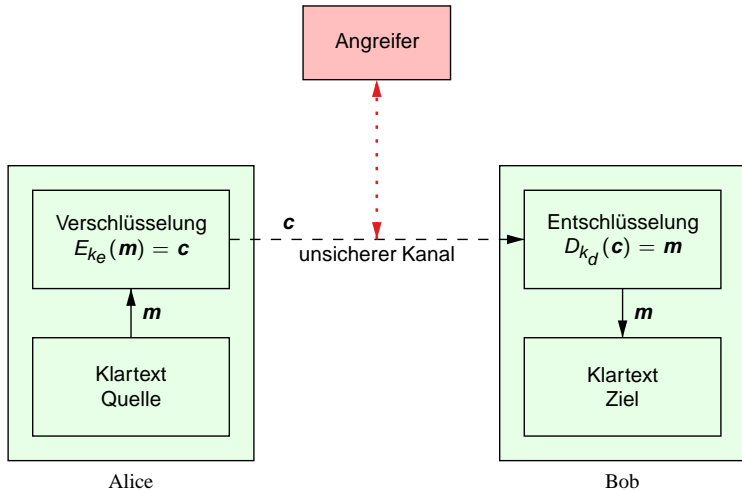 Angreifer
Verschlüsselung
E_{k_e}(m) = c
c
unsicherer Kanal
Entschlüsselung
D_{k_d}(c) = m
m
m
Klartext
Quelle
Klartext
Ziel
Alice
Bob